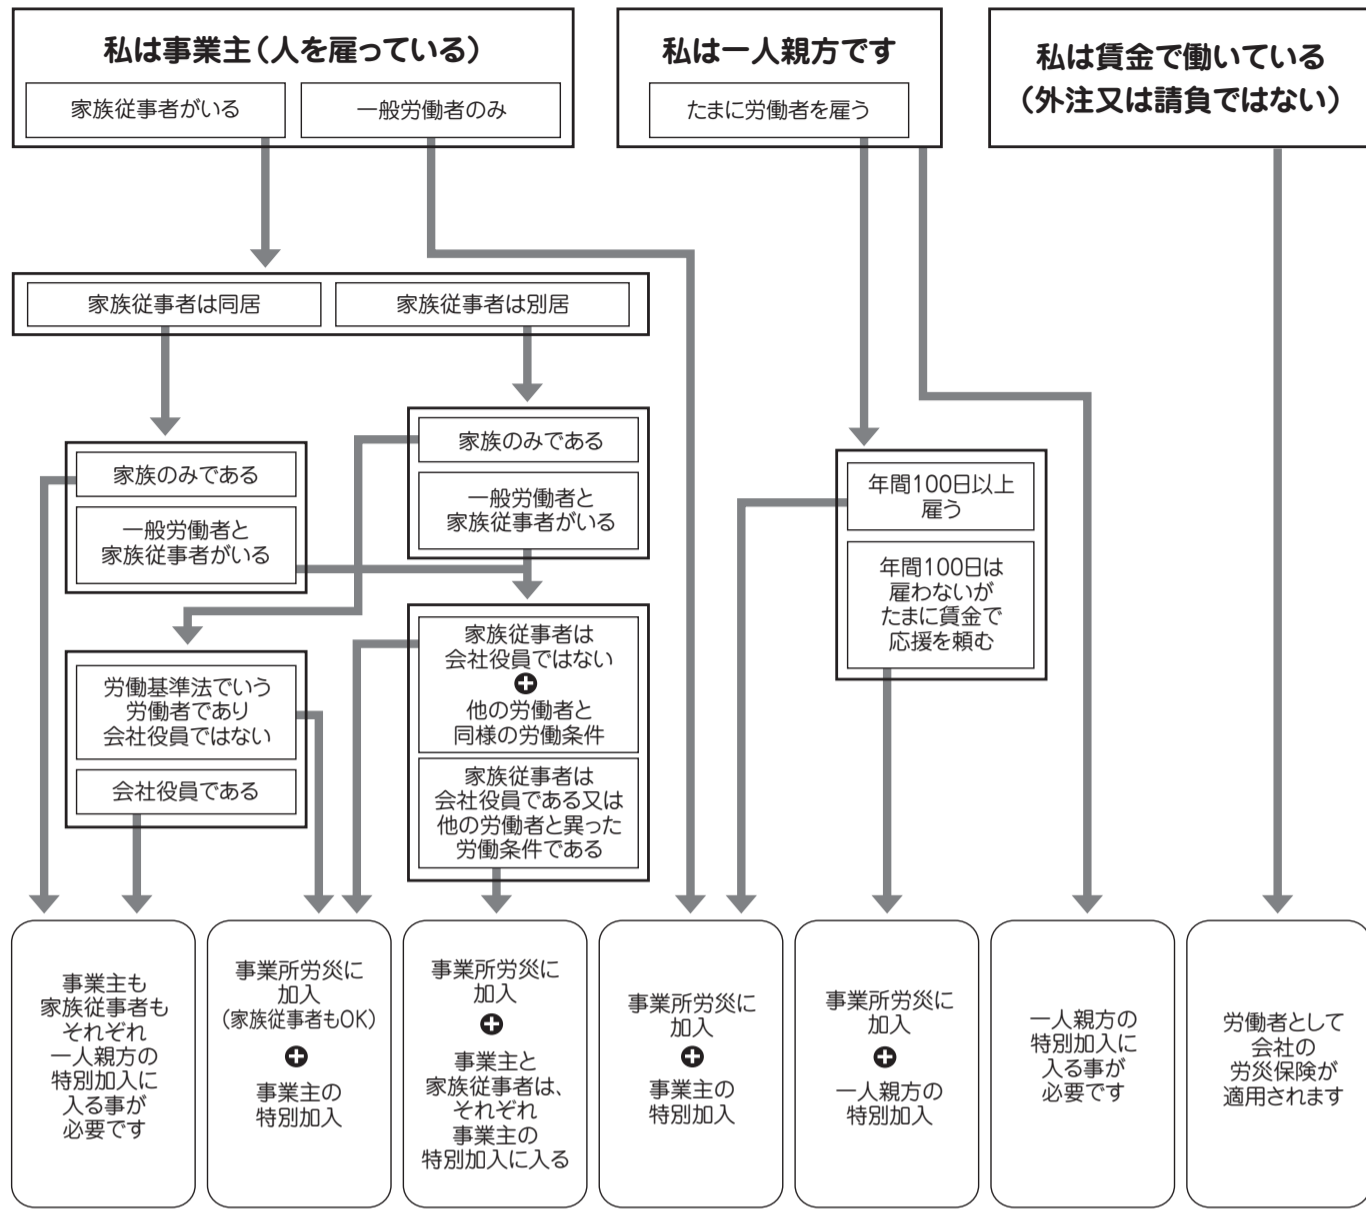 私は事業主（人を雇っている）
家族従事者がいる
一般労働者のみ
私は一人親方です
たまに労働者を雇う
私は賃金で働いている
（外注又は請負ではない）
家族従事者は同居
家族従事者は別居
家族のみである
一般労働者と
家族従事者がいる
家族のみである
一般労働者と
家族従事者がいる
年間100日以上
雇う
年間100日は
雇わないが
たまに賃金で
応援を頼む
労働基準法でいう
労働者であり
会社役員ではない
会社役員である
家族従事者は
会社役員ではない
+
他の労働者と
同様の労働条件
家族従事者は
会社役員である又は
他の労働者と異った
労働条件である
事業主も
家族従事者も
それぞれ
一人親方の
特別加入に
入る事が
必要です
事業所労災に
加入
（家族従事者もOK）
+
事業主の
特別加入
事業所労災に
加入
+
事業主と
家族従事者は、
それぞれ
事業主の
特別加入に入る
事業所労災に
加入
+
事業主の
特別加入
事業所労災に
加入
+
一人親方の
特別加入
一人親方の
特別加入に
入る事が
必要です
労働者として
会社の
労災保険が
適用されます